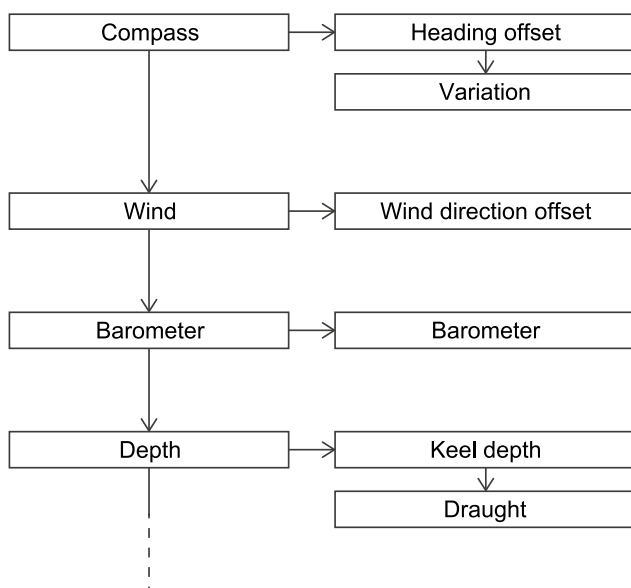 Compass
Heading offset
Variation
Wind
Wind direction offset
Barometer
Barometer
Depth
Keel depth
Draught